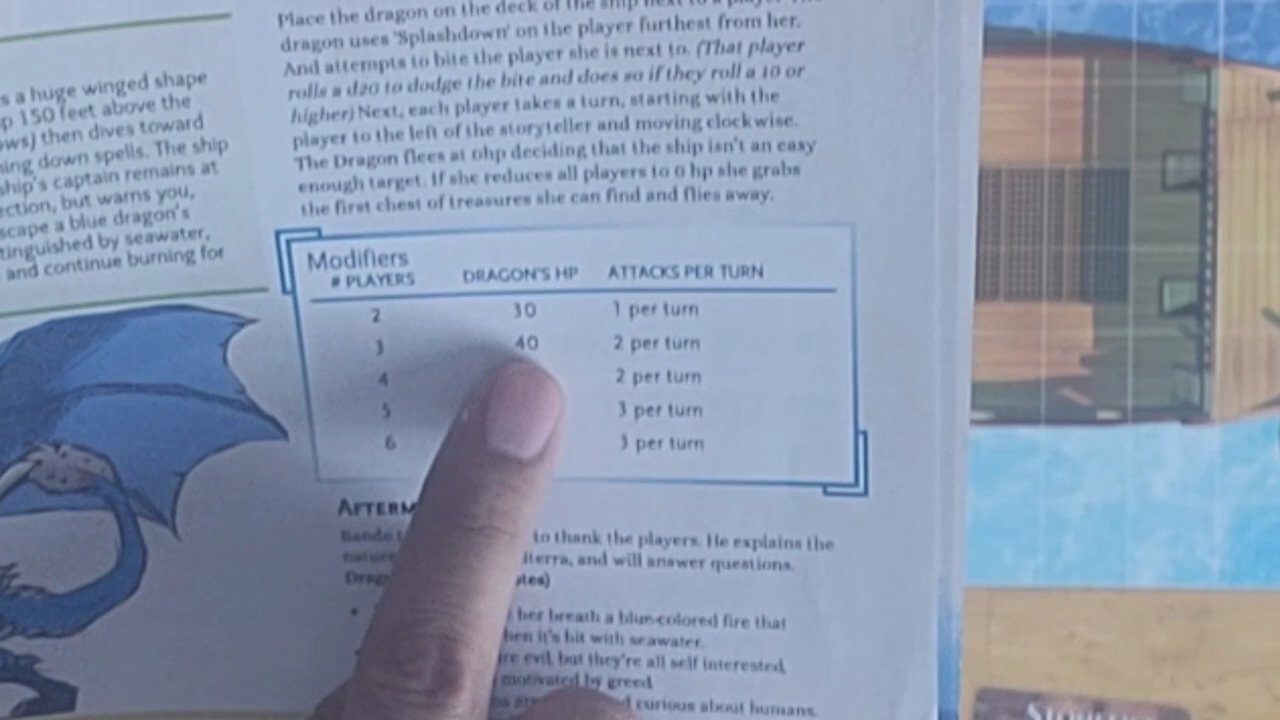 s a huge winged shape
p 150 feet above the
ows) then dives toward
ing down spells. The ship
ship's captain remains at
ection, but warns you,
scape a blue dragon's
tinguished by seawater,
and continue burning for
Place the dragon on the deck of the ship next to a player
dragon uses 'Splashdown' on the player furthest from her.
And attempts to bite the player she is next to. (That player
rolls a d20 to dodge the bite and does so if they roll a 10 or
higher) Next, each player takes a turn, starting with the
player to the left of the storyteller and moving clockwise.
The Dragon flees at 0hp deciding that the ship isn't an easy
enough target. If she reduces all players to 0 hp she grabs
the first chest of treasures she can find and flies away.
Modifiers
# PLAYERS DRAGON'S HP ATTACKS PER TURN
2 30 1 per turn
3 40 2 per turn
4 2 per turn
5 3 per turn
6 3 per turn
AFTERM
to thank the players. He explains the
nature iterra, and will answer questions.
• her breath a blue-colored fire that
hen it's hit with seawater.
re evil, but they're all self interested,
motivated by greed
d curious about humans.